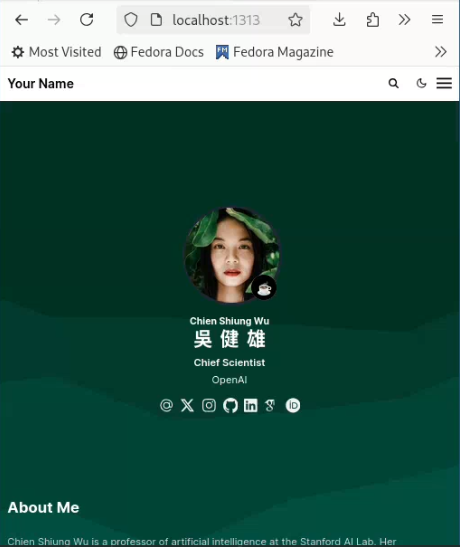 localhost:1313
Most Visited
Fedora Docs
Fedora Magazine
Your Name
Chien Shiung Wu
吳健雄
Chief Scientist
OpenAI
About Me
Chien Shiung Wu is a professor of artificial intelligence at the Stanford AI Lab. Her